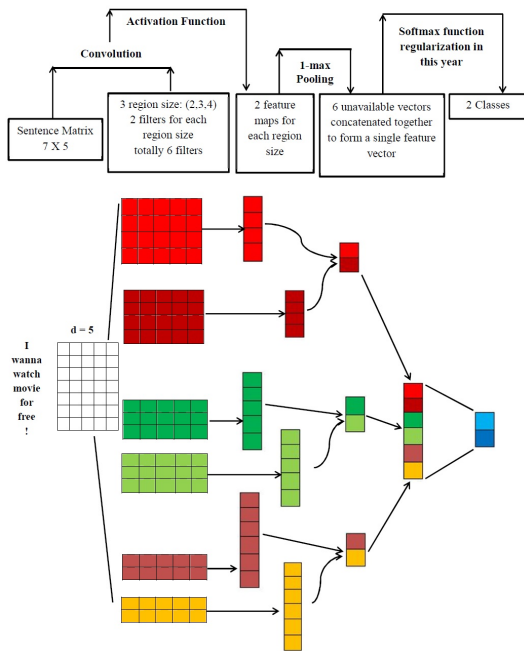 Activation Function
Convolution
1-max
Pooling
Softmax function
regularization in
this year
Sentence Matrix
7 X 5
3 region size: (2,3,4)
2 filters for each
region size
totally 6 filters
2 feature
maps for
each region
size
6 unavailable vectors
concatenated together
to form a single feature
vector
2 Classes
d = 5
I
wanna
watch
movie
for
free
!